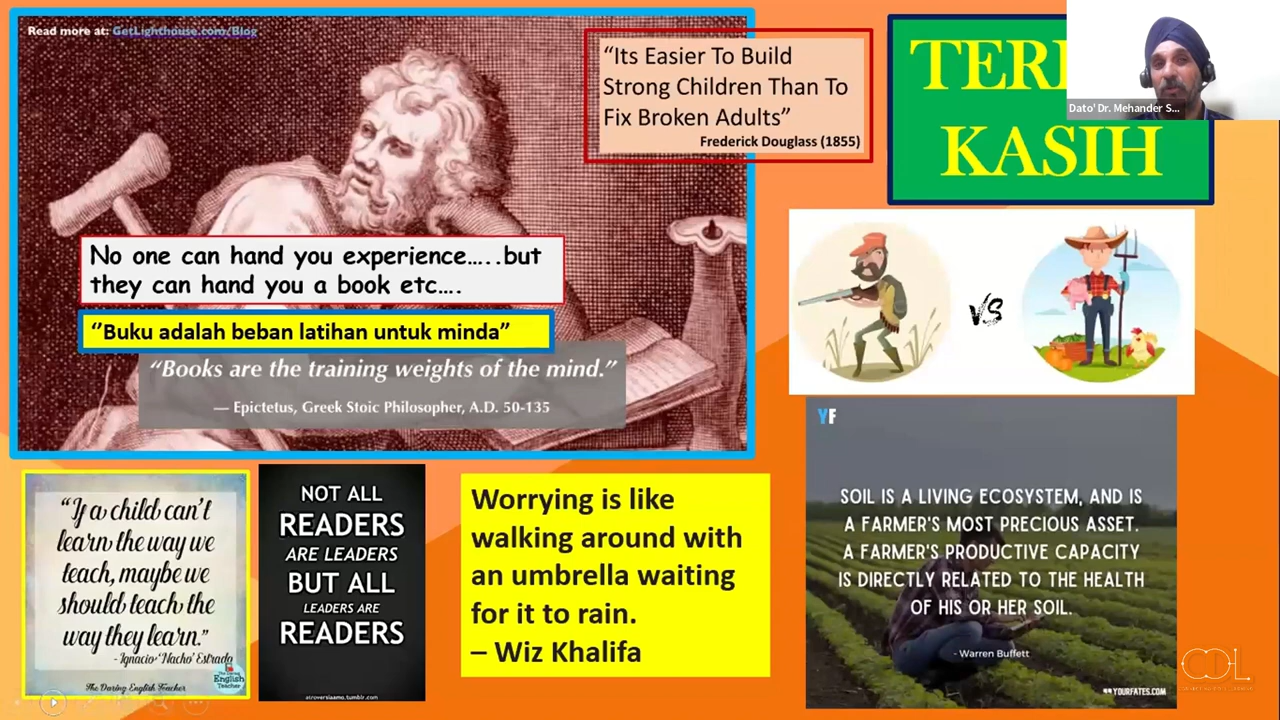 Read more at: GetLighthouse.com/Blog
“Its Easier To Build
Strong Children Than To
Fix Broken Adults”
Frederick Douglass (1855)
KASIH
Dato' Dr. Mehander S...
No one can hand you experience…..but
they can hand you a book etc….
“Buku adalah beban latihan untuk minda”
“Books are the training weights of the mind.”
— Epictetus, Greek Stoic Philosopher, A.D. 50-135
VS
YF
SOIL IS A LIVING ECOSYSTEM, AND IS
A FARMER'S MOST PRECIOUS ASSET.
A FARMER'S PRODUCTIVE CAPACITY
IS DIRECTLY RELATED TO THE HEALTH
OF HIS OR HER SOIL.
- Warren Buffett
YOURFATES.COM
“If a child can't
learn the way we
teach, maybe we
should teach the
way they learn.”
- Ignacio ‘Nacho’ Estrada
The Daring English Teacher
The Daring
English
Teacher
NOT ALL
READERS
ARE LEADERS
BUT ALL
LEADERS ARE
READERS
Worrying is like
walking around with
an umbrella waiting
for it to rain.
– Wiz Khalifa
CDL